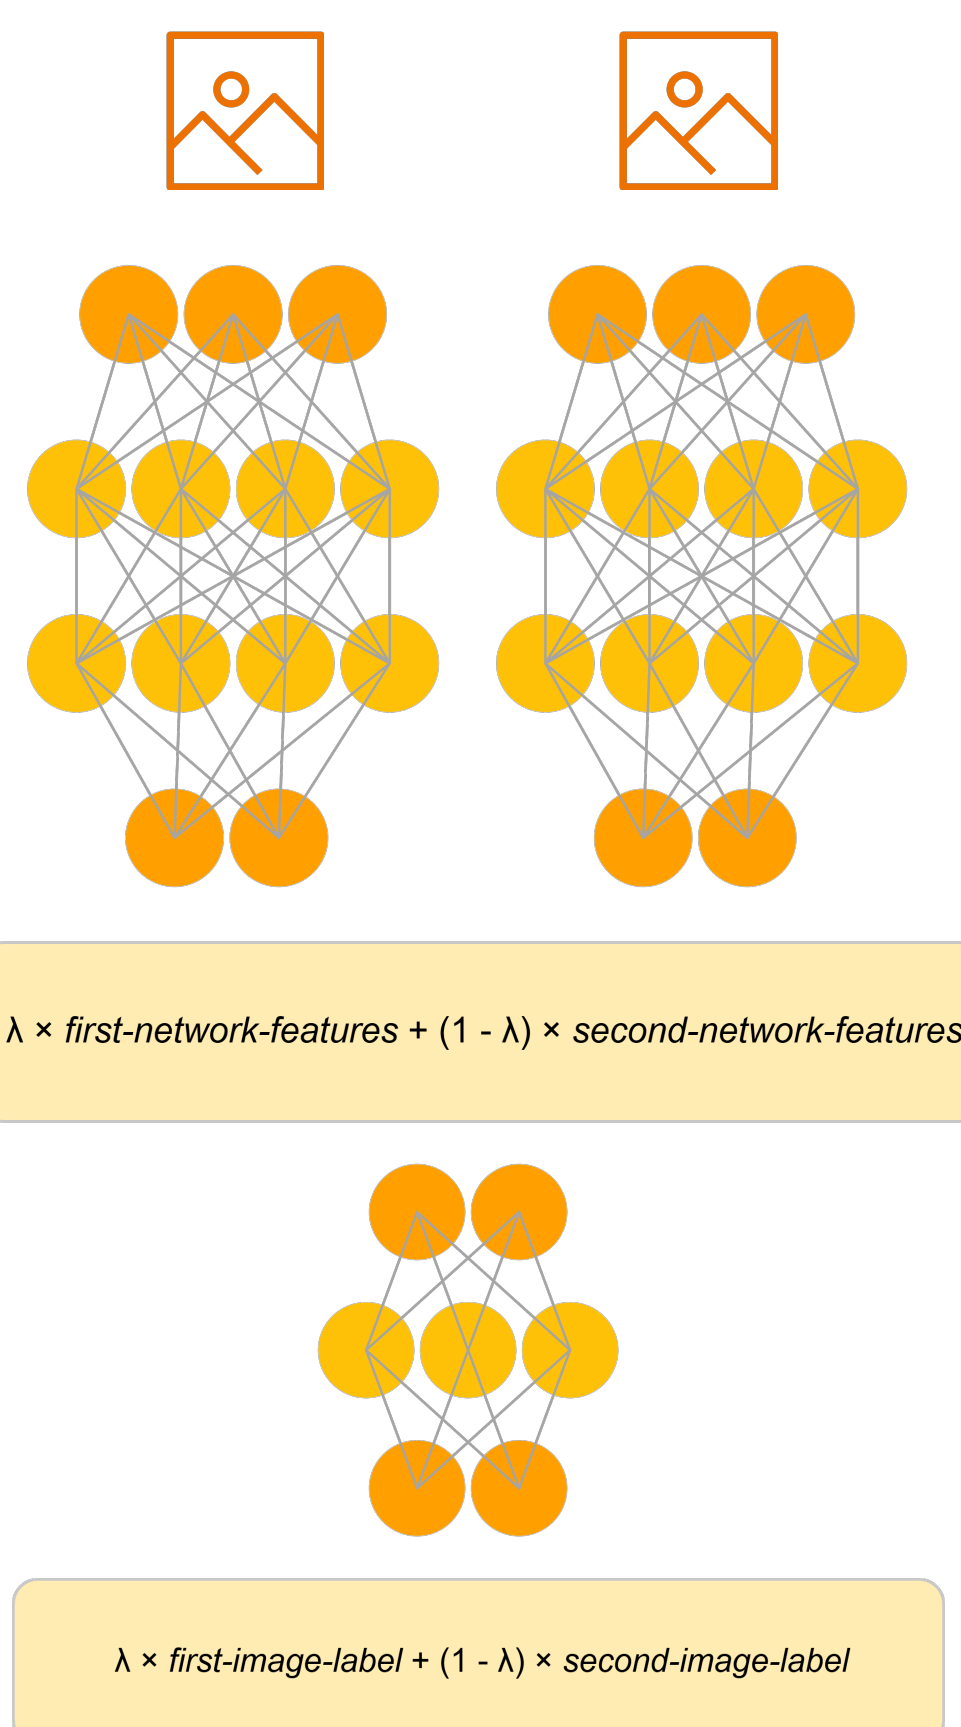 λ × first-network-features + (1 - λ) × second-network-features
λ × first-image-label + (1 - λ) × second-image-label